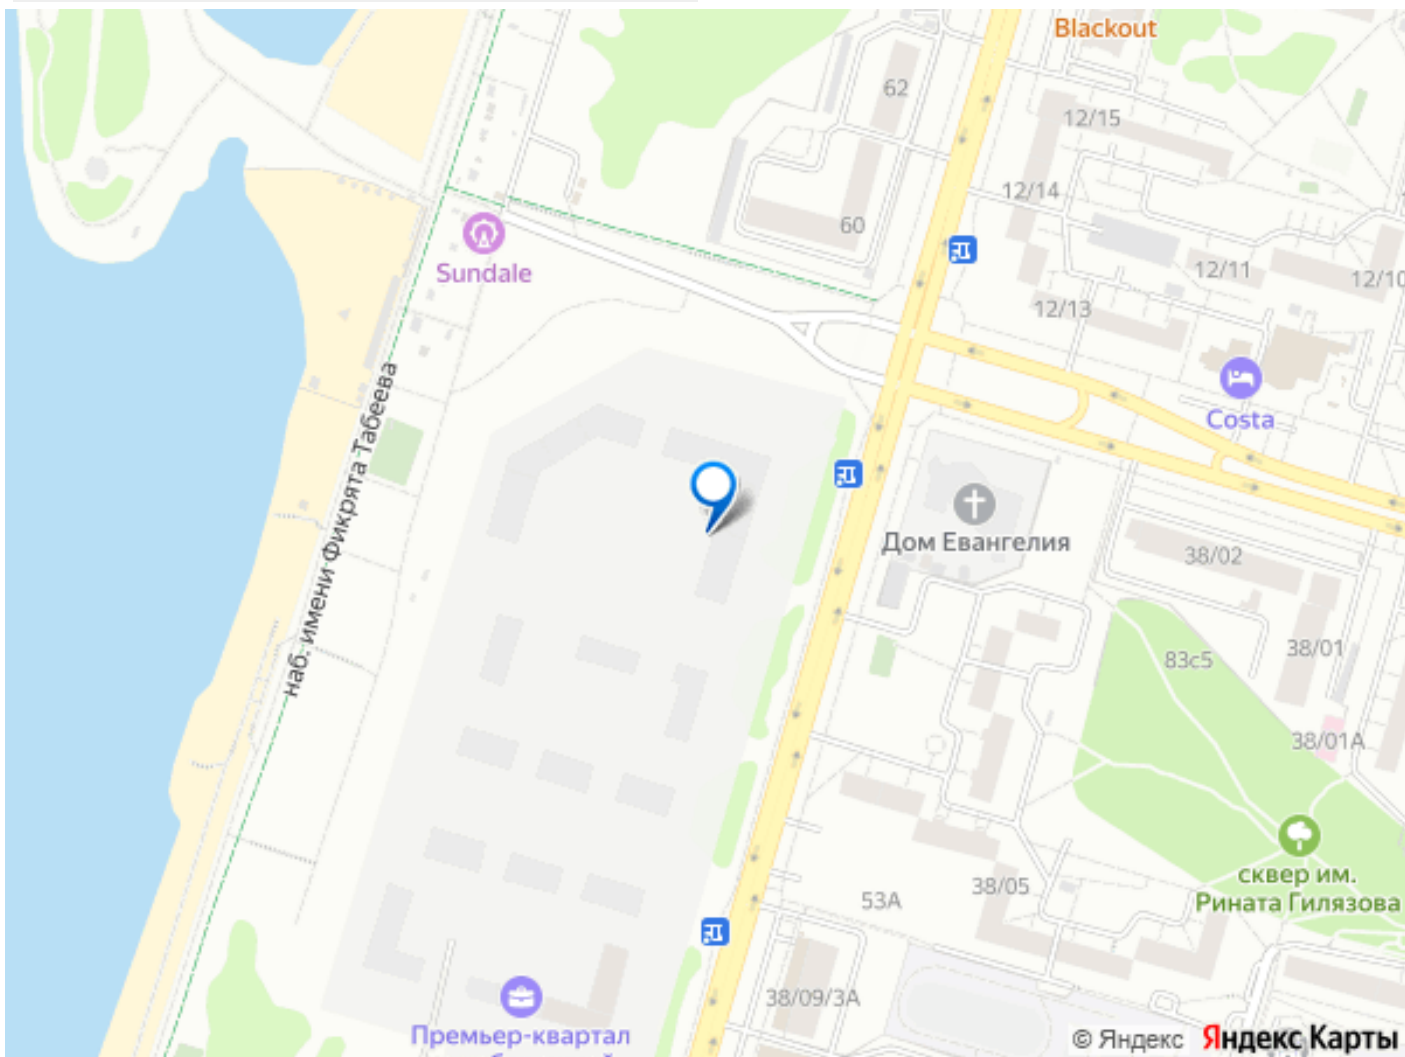 Blackout
62
12/15
12/14
60
Sundale
12/11
12/10
12/13
Costa
наб. имени Фикрята Табеева
Дом Евангелия
38/02
38/01
83с5
38/01А
сквер им.
Рината Гилязова
38/05
53А
38/09/3А
Премьер-квартал
© Яндекс Яндекс Карты